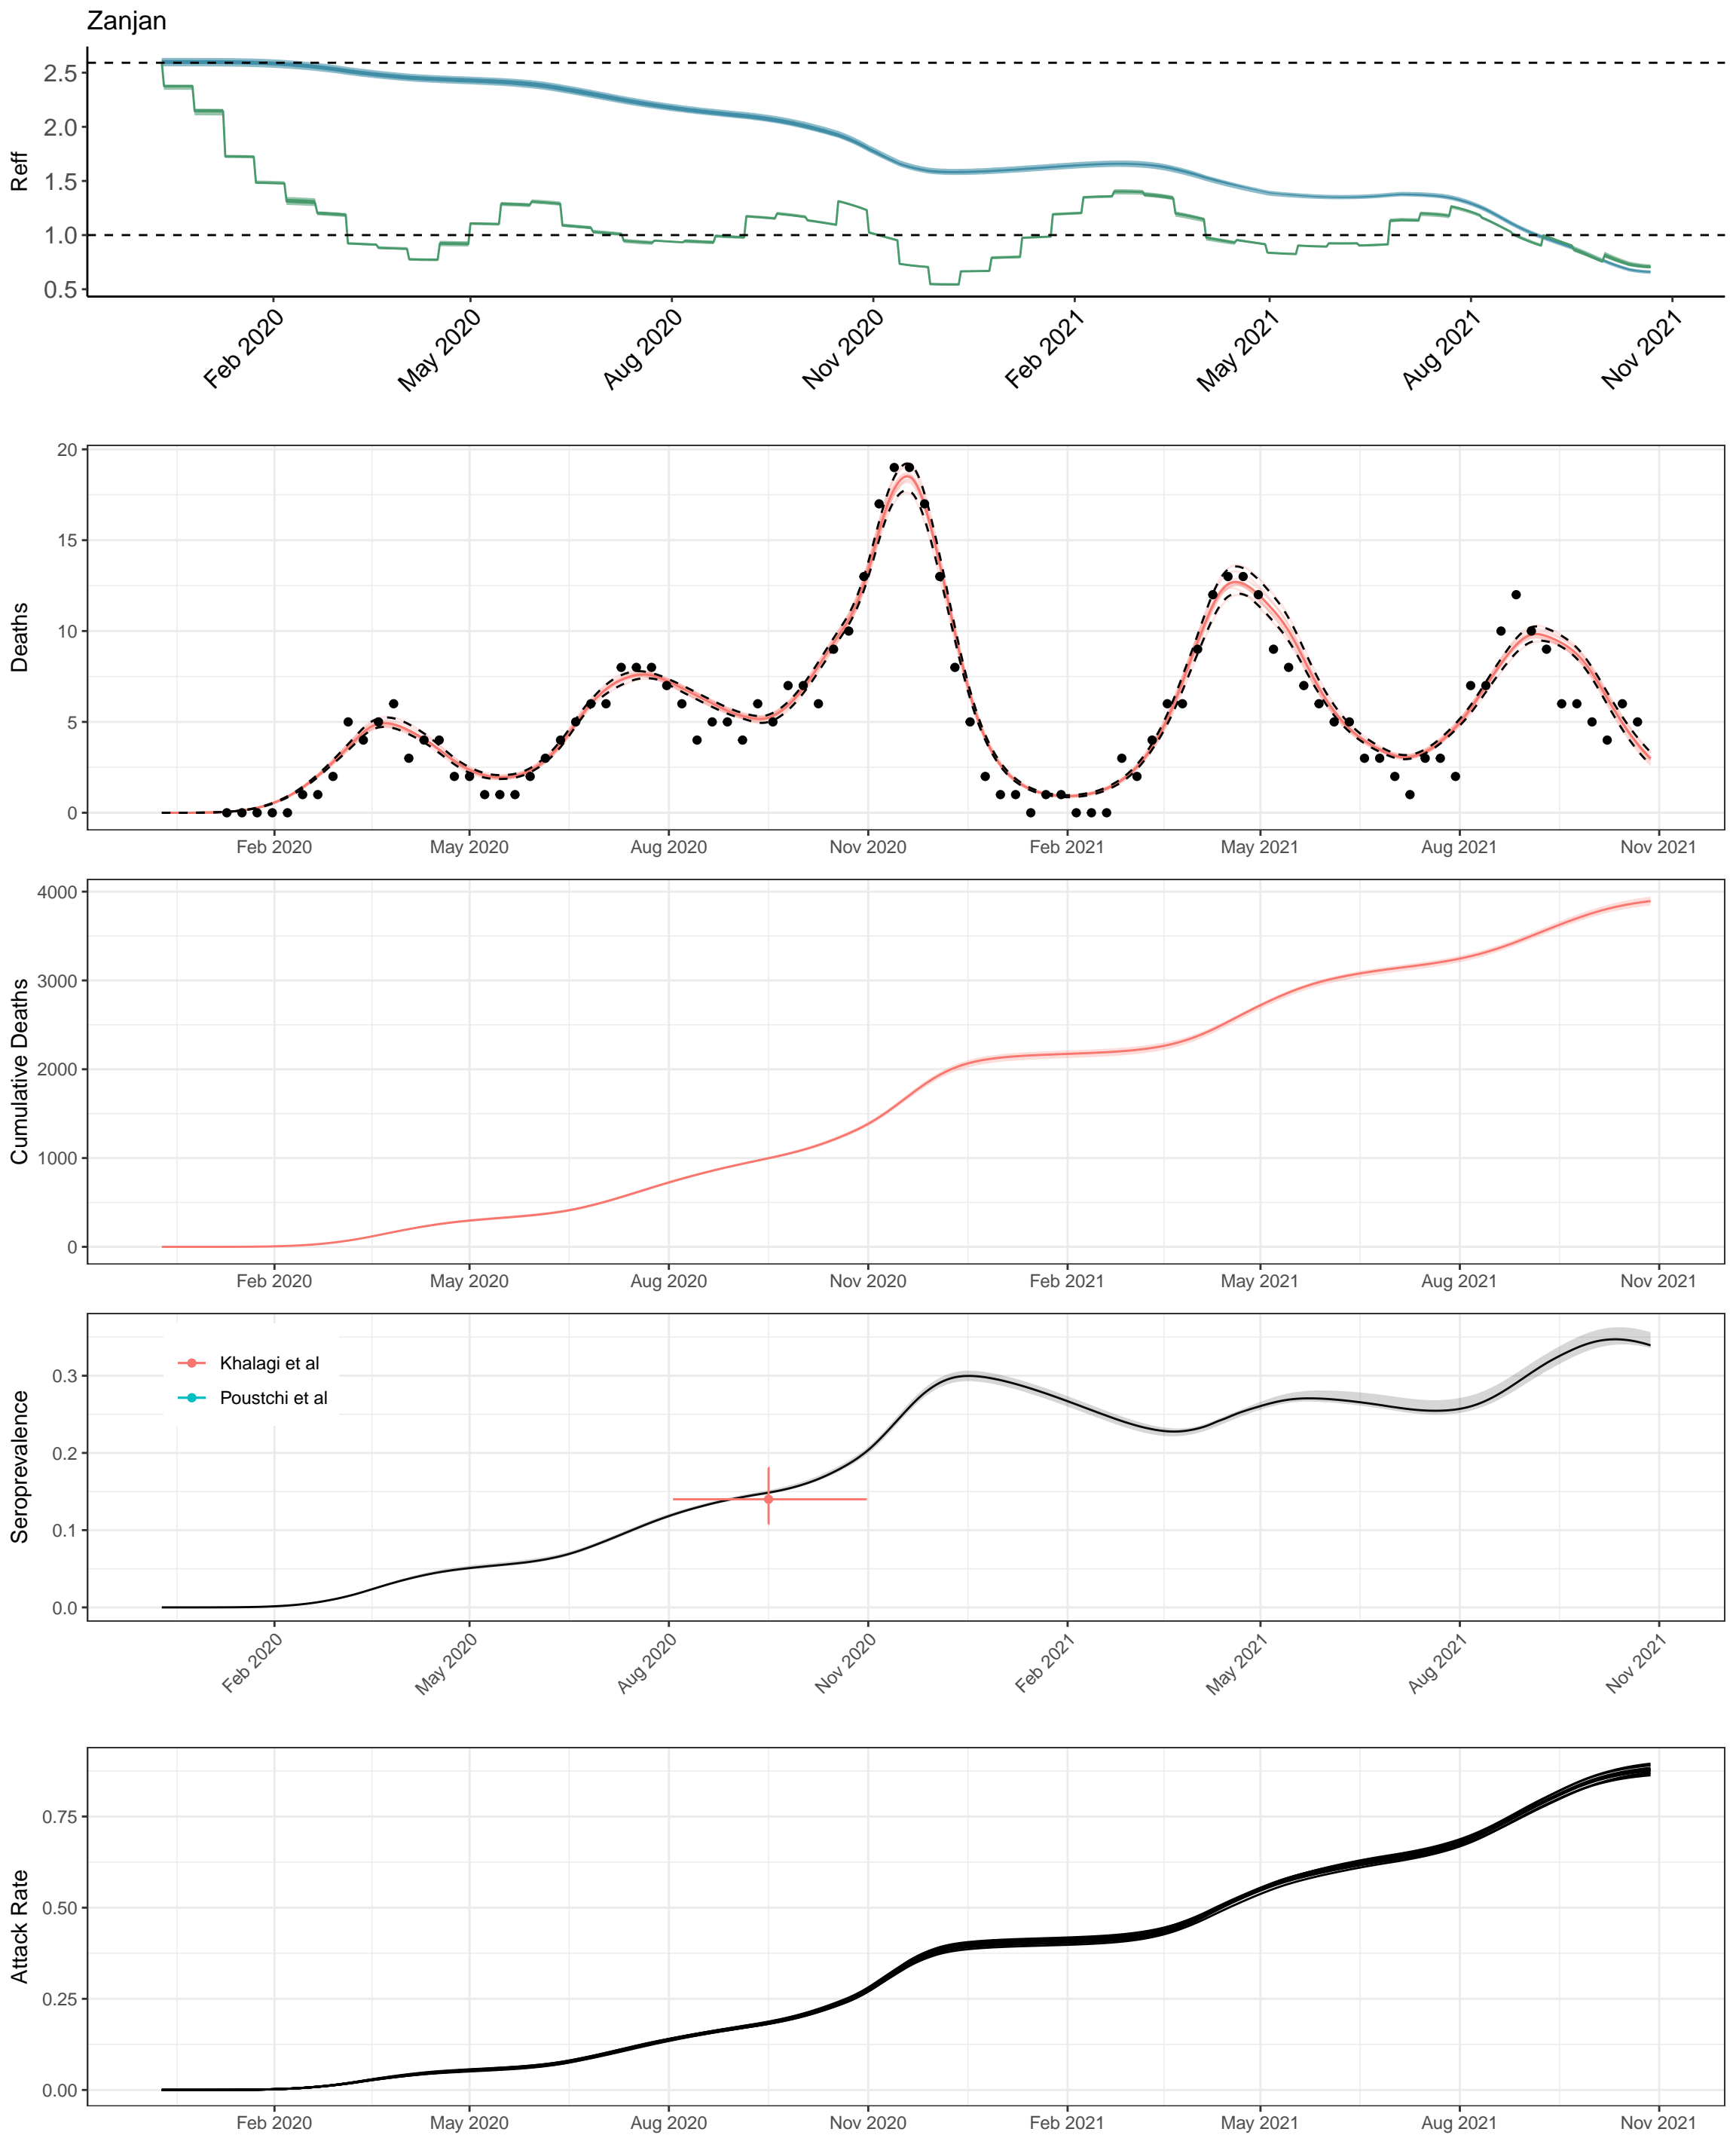 Zanjan
Reff
2.5
2.0
1.5
1.0
0.5
Feb 2020
May 2020
Aug 2020
Nov 2020
Feb 2021
May 2021
Aug 2021
Nov 2021
Deaths
20
15
10
5
0
Feb 2020
May 2020
Aug 2020
Nov 2020
Feb 2021
May 2021
Aug 2021
Nov 2021
Cumulative Deaths
4000
3000
2000
1000
0
Feb 2020
May 2020
Aug 2020
Nov 2020
Feb 2021
May 2021
Aug 2021
Nov 2021
Seroprevalence
0.3
0.2
0.1
0.0
Khalagi et al
Poustchi et al
Feb 2020
May 2020
Aug 2020
Nov 2020
Feb 2021
May 2021
Aug 2021
Nov 2021
Attack Rate
0.75
0.50
0.25
0.00
Feb 2020
May 2020
Aug 2020
Nov 2020
Feb 2021
May 2021
Aug 2021
Nov 2021